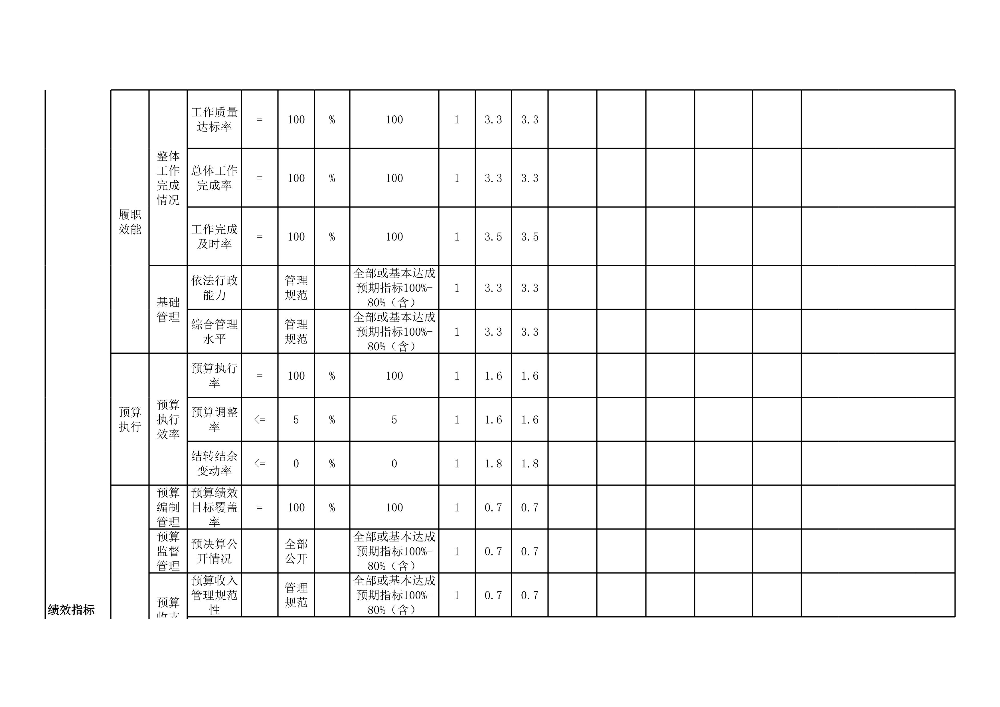 工作质量
达标率
= 100 % 100 1 3.3 3.3
整体
工作
完成
情况
总体工作
完成率
= 100 % 100 1 3.3 3.3
履职
效能
工作完成
及时率
= 100 % 100 1 3.5 3.5
基础
管理
依法行政
能力
管理
规范
全部或基本达成
预期指标100%-
80%（含）
1 3.3 3.3
综合管理
水平
管理
规范
全部或基本达成
预期指标100%-
80%（含）
1 3.3 3.3
预算
执行
预算
执行
效率
预算执行
率
= 100 % 100 1 1.6 1.6
预算调整
率
<= 5 % 5 1 1.6 1.6
结转结余
变动率
<= 0 % 0 1 1.8 1.8
预算
编制
管理
预算绩效
目标覆盖
率
= 100 % 100 1 0.7 0.7
预算
监督
管理
预决算公
开情况
全部
公开
全部或基本达成
预期指标100%-
80%（含）
1 0.7 0.7
绩效指标
预算
预算收入
管理规范
性
管理
规范
全部或基本达成
预期指标100%-
80%（含）
1 0.7 0.7